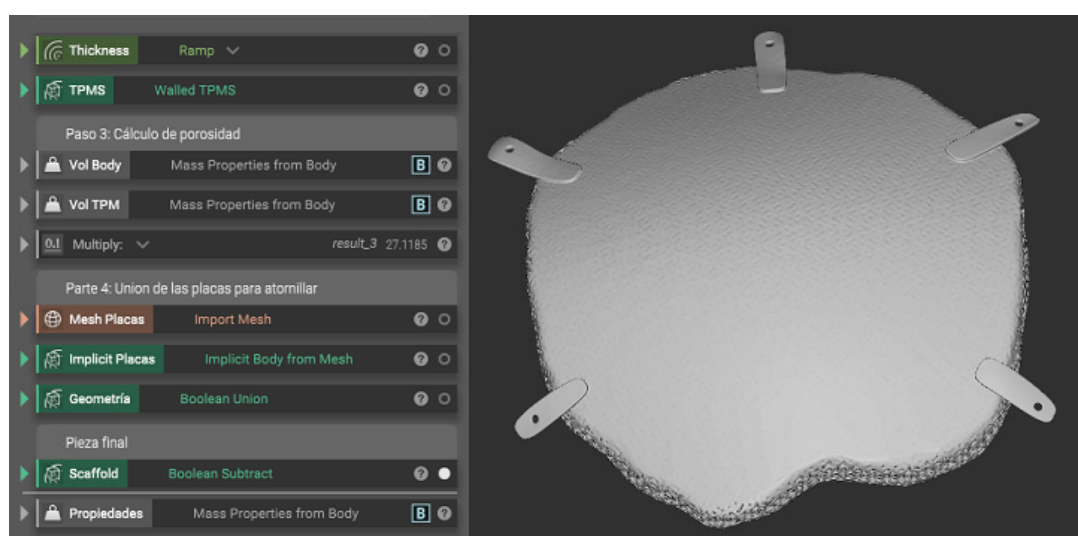 Thickness Ramp
TPMS Walled TPMS
Paso 3: Cálculo de porosidad
Vol Body Mass Properties from Body B
Vol TPM Mass Properties from Body B
0.1 Multiply: result_3 27.1185
Parte 4: Union de las placas para atornillar
Mesh Placas Import Mesh
Implicit Placas Implicit Body from Mesh
Geometría Boolean Union
Pieza final
Scaffold Boolean Subtract
Propiedades Mass Properties from Body B